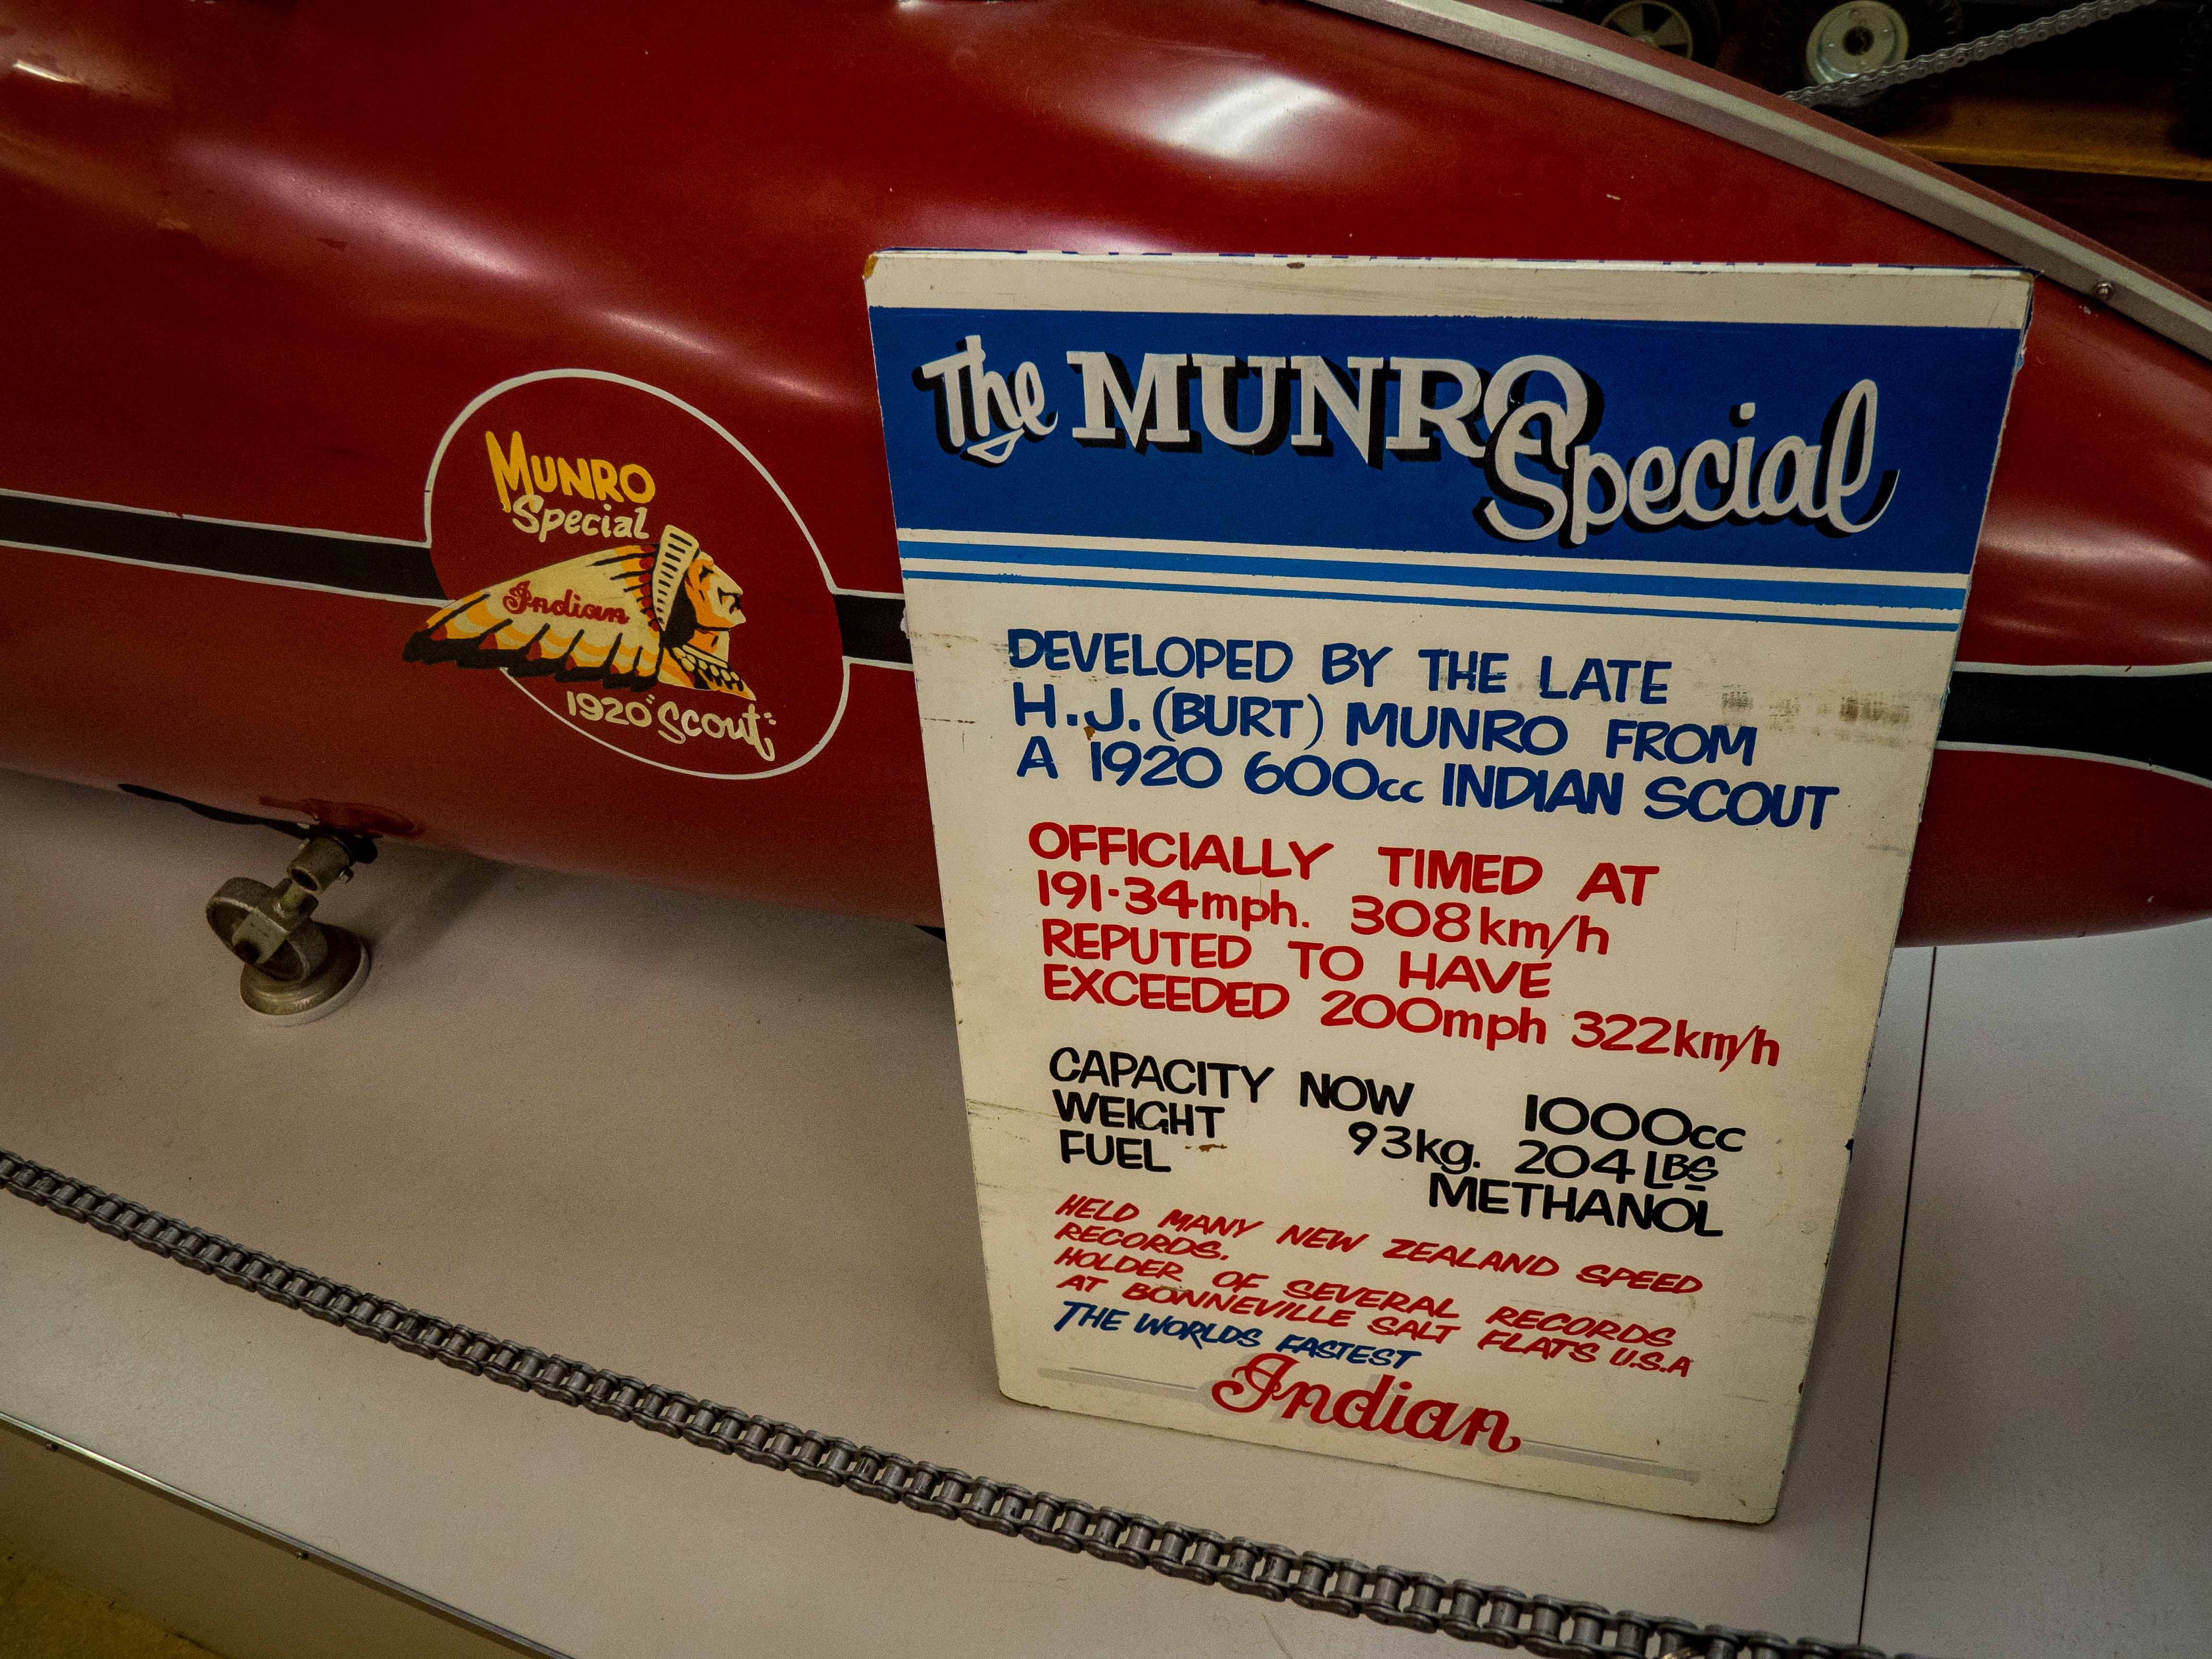 MUNRO
Special
Indian
1920 "Scout"
The MUNRO
Special
DEVELOPED BY THE LATE
H.J. (BURT) MUNRO FROM
A 1920 600cc INDIAN SCOUT
OFFICIALLY TIMED AT
191·34mph. 308km/h
REPUTED TO HAVE
EXCEEDED 200mph 322km/h
CAPACITY NOW 1000cc
WEIGHT 93kg. 204LBS
FUEL METHANOL
HELD MANY NEW ZEALAND SPEED
RECORDS.
HOLDER OF SEVERAL RECORDS
AT BONNEVILLE SALT FLATS U.S.A
THE WORLDS FASTEST
Indian